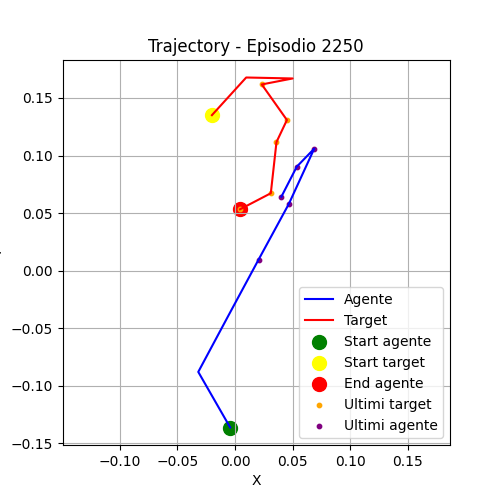 Trajectory - Episodio 2250
0.15
0.10
0.05
0.00
−0.05
−0.10
−0.15
−0.10 −0.05 0.00 0.05 0.10 0.15
X
Agente
Target
Start agente
Start target
End agente
Ultimi target
Ultimi agente